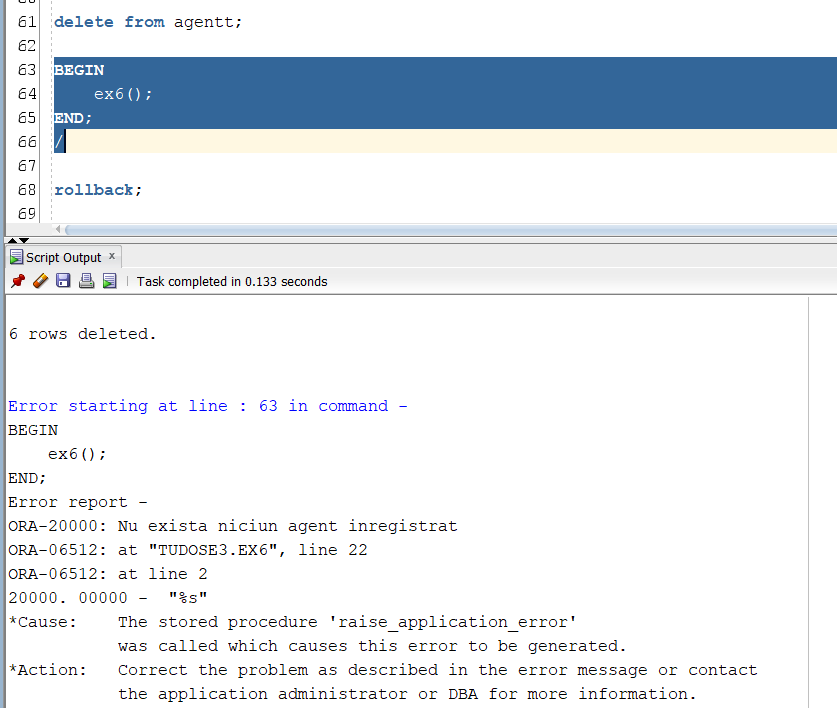 61 delete from agentt;
62
63 BEGIN
64 ex6();
65 END;
66 /
67
68 rollback;
69
Script Output x
Task completed in 0.133 seconds
6 rows deleted.
Error starting at line : 63 in command -
BEGIN
ex6();
END;
Error report -
ORA-20000: Nu exista niciun agent inregistrat
ORA-06512: at "TUDOSE3.EX6", line 22
ORA-06512: at line 2
20000. 00000 - "%s"
*Cause: The stored procedure 'raise_application_error'
was called which causes this error to be generated.
*Action: Correct the problem as described in the error message or contact
the application administrator or DBA for more information.